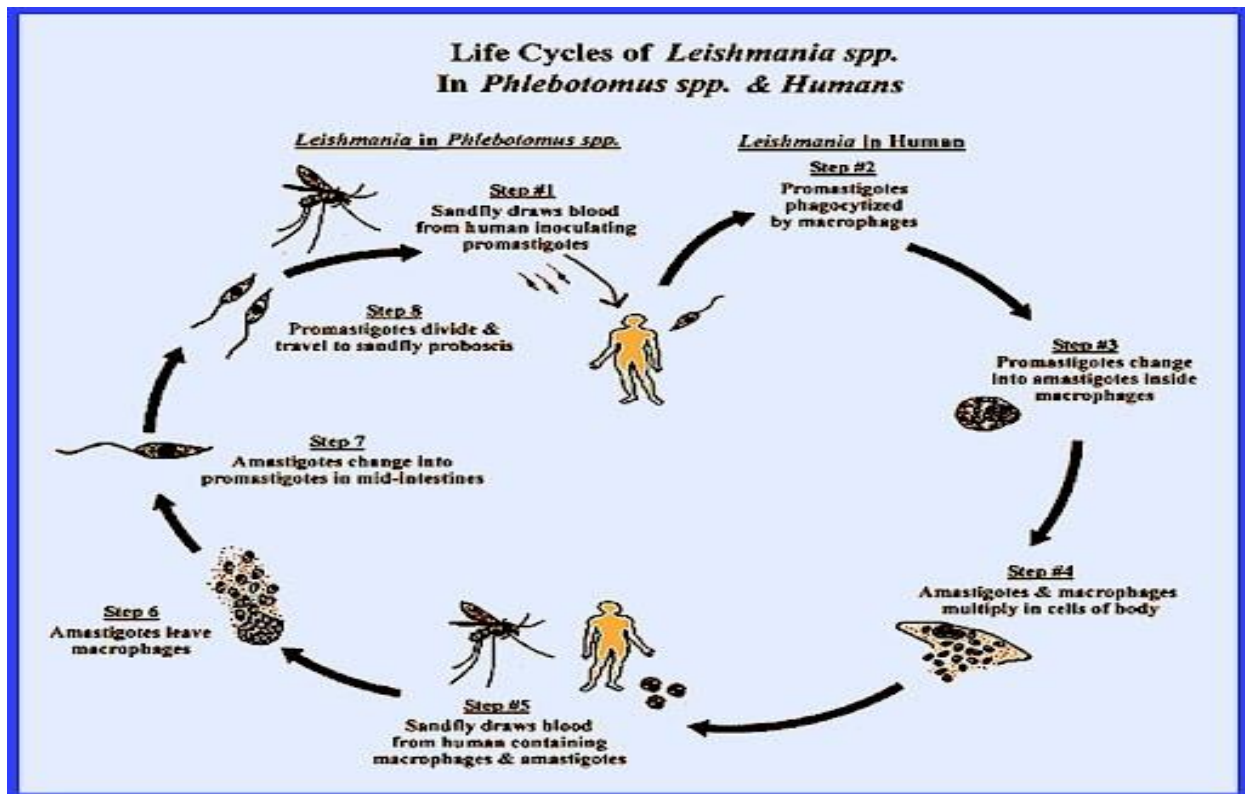 Life Cycles of Leishmania spp.
In Phlebotomus spp. & Humans
Leishmania in Phlebotomus spp.
Leishmania in Human
Step #1
Sandfly draws blood
from human inoculating
promastigotes
Step #2
Promastigotes
phagocytized
by macrophages
Step #3
Promastigotes change
into amastigotes inside
macrophages
Step #4
Amastigotes & macrophages
multiply in cells of body
Step #5
Sandfly draws blood
from human containing
macrophages & amastigotes
Step 6
Amastigotes leave
macrophages
Step 7
Amastigotes change into
promastigotes in mid-intestines
Step 8
Promastigotes divide &
travel to sandfly proboscis